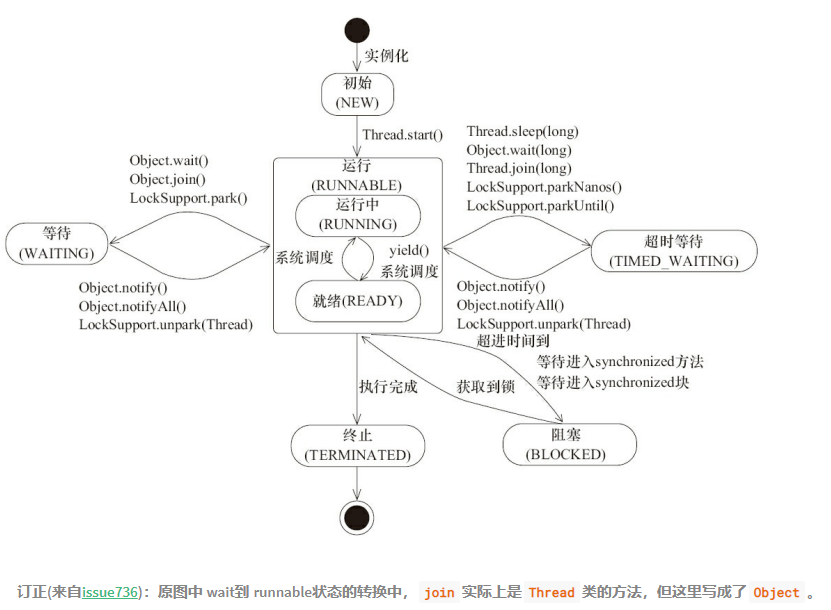 实例化
初始
(NEW)
Thread.start()
Object.wait()
Object.join()
LockSupport.park()
Thread.sleep(long)
Object.wait(long)
Thread.join(long)
LockSupport.parkNanos()
LockSupport.parkUntil()
运行
(RUNNABLE)
运行中
(RUNNING)
等待
(WAITING)
系统调度
yield()
系统调度
超时等待
(TIMED_WAITING)
就绪(READY)
Object.notify()
Object.notifyAll()
LockSupport.unpark(Thread)
Object.notify()
Object.notifyAll()
LockSupport.unpark(Thread)
超进时间到
等待进入synchronized方法
等待进入synchronized块
执行完成
获取到锁
终止
(TERMINATED)
阻塞
(BLOCKED)
订正(来自issue736)：原图中 wait到 runnable状态的转换中， join 实际上是 Thread 类的方法，但这里写成了 Object 。